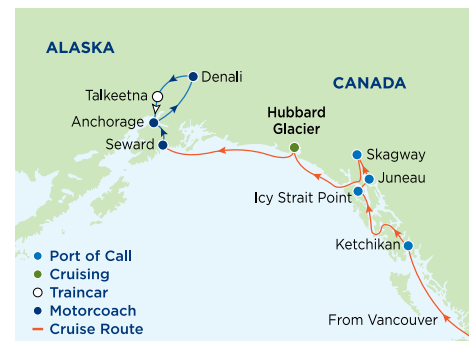 ALASKA
Denali
CANADA
Talkeetna
Hubbard
Glacier
Anchorage
Seward
Skagway
Juneau
Icy Strait Point
Ketchikan
Port of Call
Cruising
Traincar
Motorcoach
Cruise Route
From Vancouver